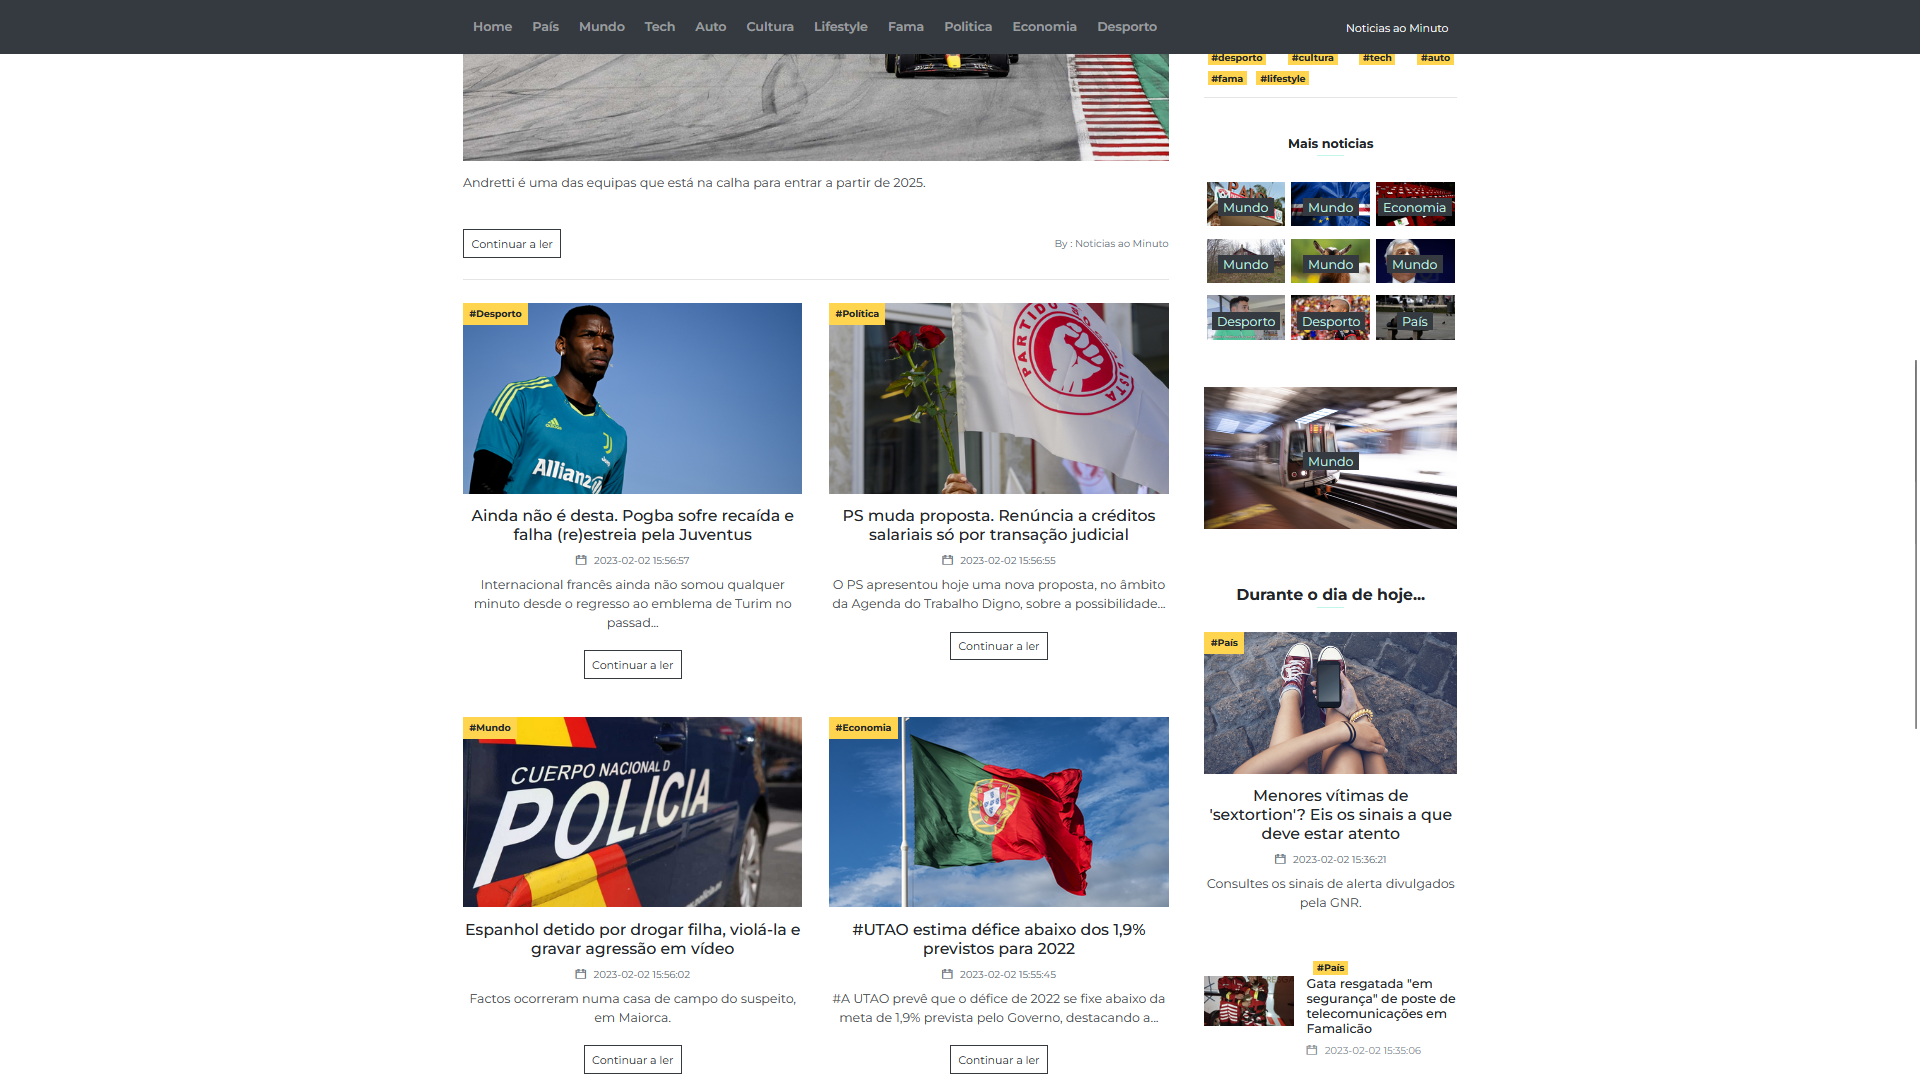 Home País Mundo Tech Auto Cultura Lifestyle Fama Politica Economia Desporto Noticias ao Minuto
Andretti é uma das equipas que está na calha para entrar a partir de 2025.
Continuar a ler
By : Noticias ao Minuto
#Desporto
Allianz
Ainda não é desta. Pogba sofre recaída e
falha (re)estreia pela Juventus
2023-02-02 15:56:57
Internacional francês ainda não somou qualquer
minuto desde o regresso ao emblema de Turim no
passad...
Continuar a ler
#Política
PARTIDO SOCIALISTA
PS muda proposta. Renúncia a créditos
salariais só por transação judicial
2023-02-02 15:56:55
O PS apresentou hoje uma nova proposta, no âmbito
da Agenda do Trabalho Digno, sobre a possibilidade...
Continuar a ler
#Mundo
CUERPO NACIONAL D
POLICIA
Espanhol detido por drogar filha, violá-la e
gravar agressão em vídeo
2023-02-02 15:56:02
Factos ocorreram numa casa de campo do suspeito,
em Maiorca.
Continuar a ler
#Economia
#UTAO estima défice abaixo dos 1,9%
previstos para 2022
2023-02-02 15:55:45
#A UTAO prevê que o défice de 2022 se fixe abaixo da
meta de 1,9% prevista pelo Governo, destacando a...
Continuar a ler
#desporto #cultura #tech #auto
#fama #lifestyle
Mais noticias
Mundo Mundo Economia
Mundo Mundo Mundo
Desporto Desporto País
Mundo
Durante o dia de hoje...
#País
Menores vítimas de
'sextortion'? Eis os sinais a que
deve estar atento
2023-02-02 15:36:21
Consultes os sinais de alerta divulgados
pela GNR.
#País
Gata resgatada "em
segurança" de poste de
telecomunicações em
Famalicão
2023-02-02 15:35:06